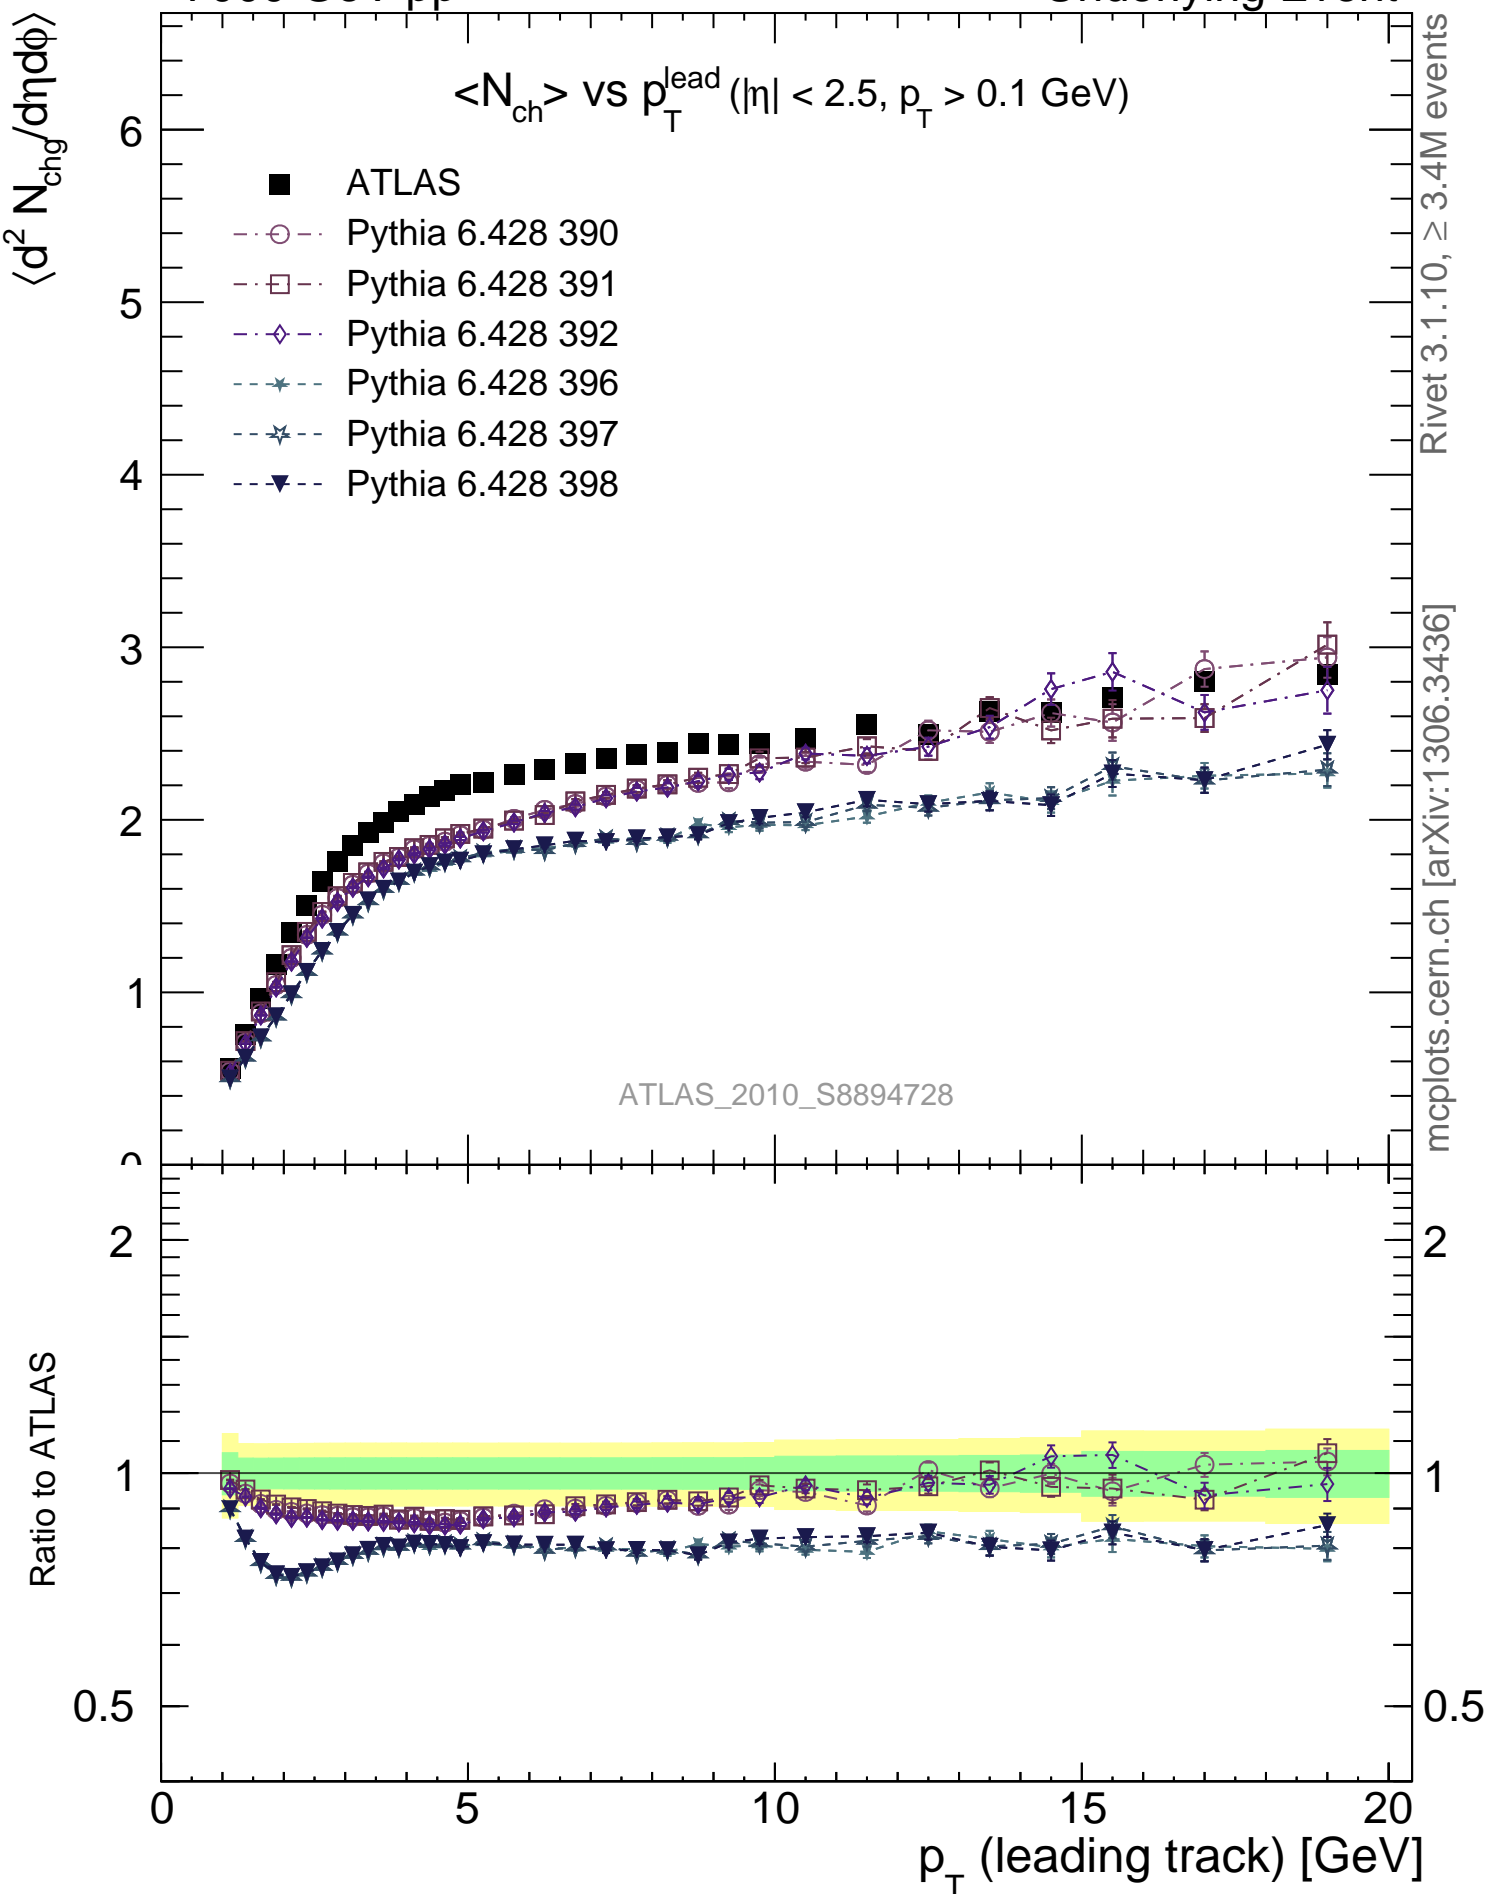 ⟨d² N_chg/dηdϕ⟩
<N_ch> vs p_T^lead (|η| < 2.5, p_T > 0.1 GeV)
ATLAS
Pythia 6.428 390
Pythia 6.428 391
Pythia 6.428 392
Pythia 6.428 396
Pythia 6.428 397
Pythia 6.428 398
6
5
4
3
2
1
0
ATLAS_2010_S8894728
Rivet 3.1.10, ≥ 3.4M events
mcplots.cern.ch [arXiv:1306.3436]
Ratio to ATLAS
2
1
0.5
2
1
0.5
0 5 10 15 20
p_T (leading track) [GeV]